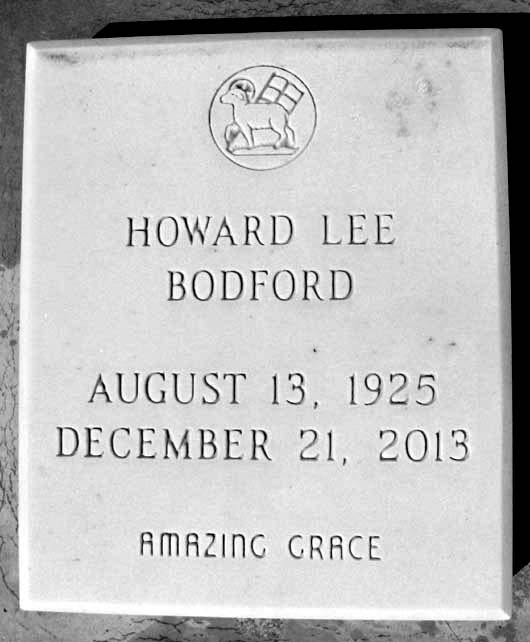 HOWARD LEE
BODFORD
AUGUST 13, 1925
DECEMBER 21, 2013
AMAZING GRACE